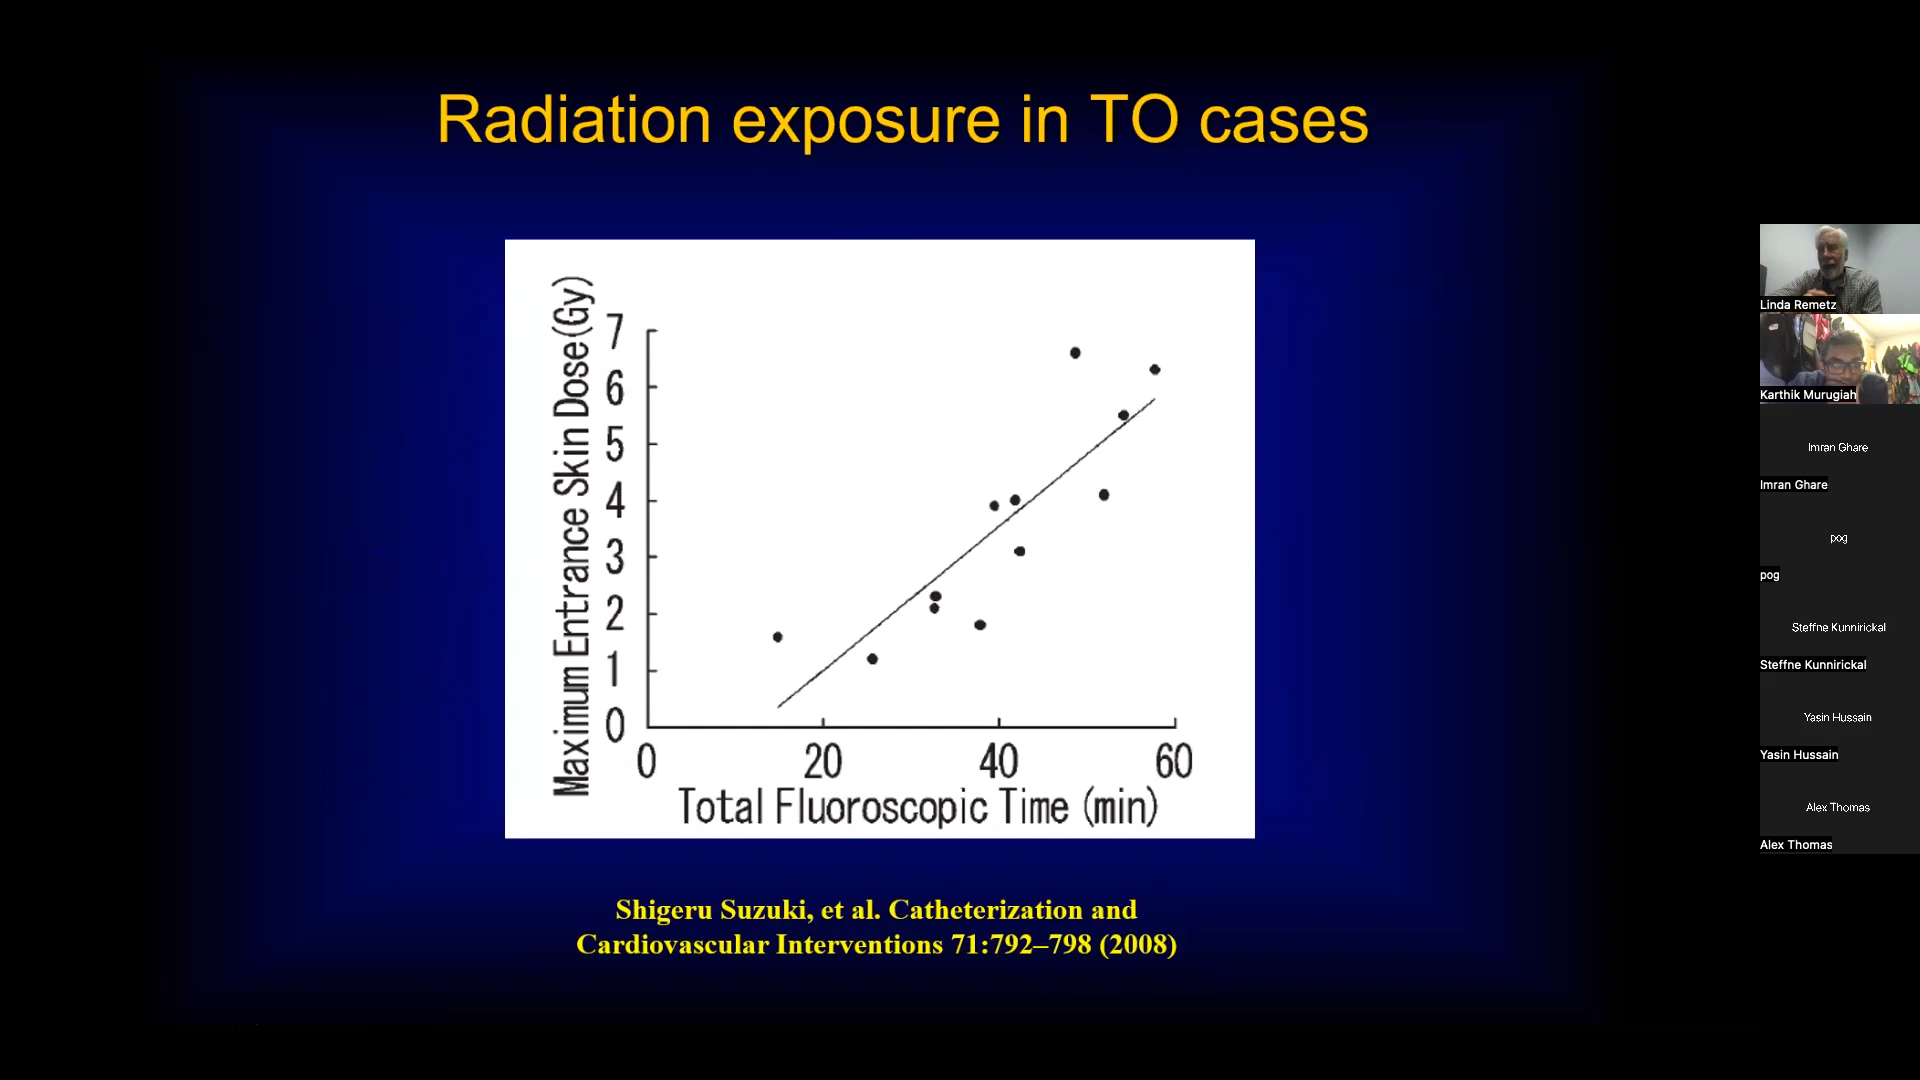 Radiation exposure in TO cases
Maximum Entrance Skin Dose(Gy)
7
6
5
4
3
2
1
0
0 20 40 60
Total Fluoroscopic Time (min)
Shigeru Suzuki, et al. Catheterization and
Cardiovascular Interventions 71:792–798 (2008)
Linda Remetz
Karthik Murugiah
Imran Ghare
Imran Ghare
pog
pog
Steffne Kunnirickal
Steffne Kunnirickal
Yasin Hussain
Yasin Hussain
Alex Thomas
Alex Thomas